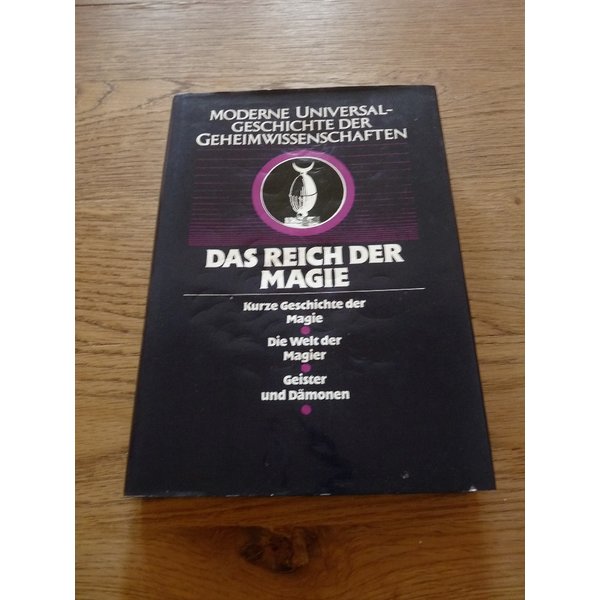 MODERNE UNIVERSAL-
GESCHICHTE DER
GEHEIMWISSENSCHAFTEN
DAS REICH DER
MAGIE
Kurze Geschichte der
Magie
Die Welt der
Magier
Geister
und Dämonen